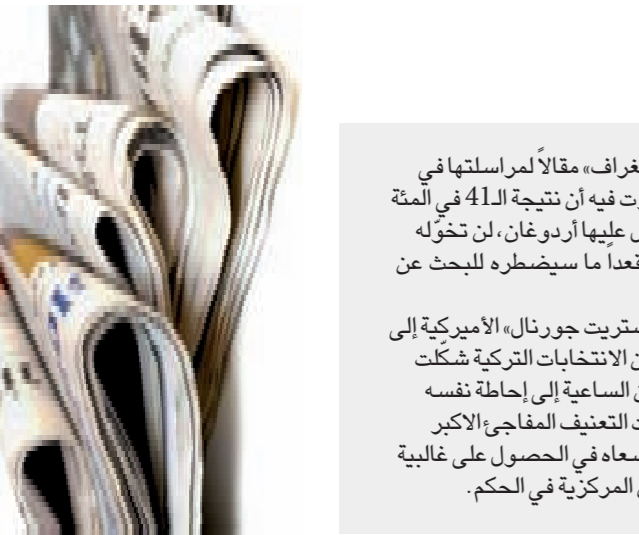 غراف» مقالاً لمراسلتها في
ت فيه أن نتيجة الـ41 في المئة
عليها أردوغان، لن تخوّله
قعداً ما سيضطره للبحث عن
ستريت جورنال» الأميركية إلى
ن الانتخابات التركية شكّلت
الساعية إلى إحاطة نفسه
ت التعنيف المفاجئ الاكبر
سعاه في الحصول على غالبية
المركزية في الحكم.